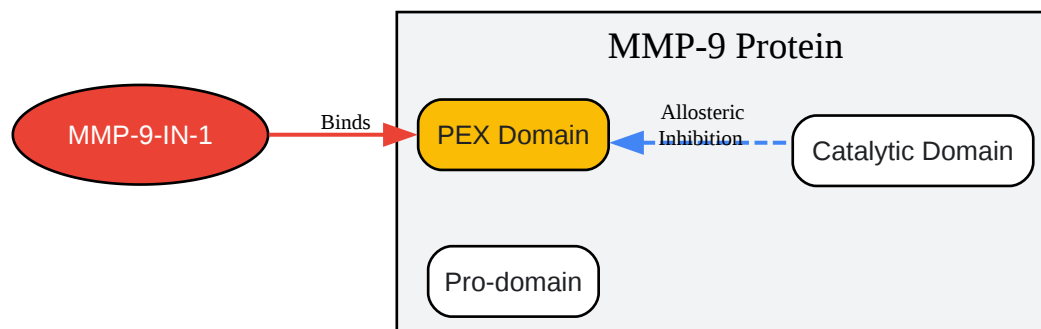 MMP-9 Protein
MMP-9-IN-1
Binds
PEX Domain
Allosteric
Inhibition
Catalytic Domain
Pro-domain